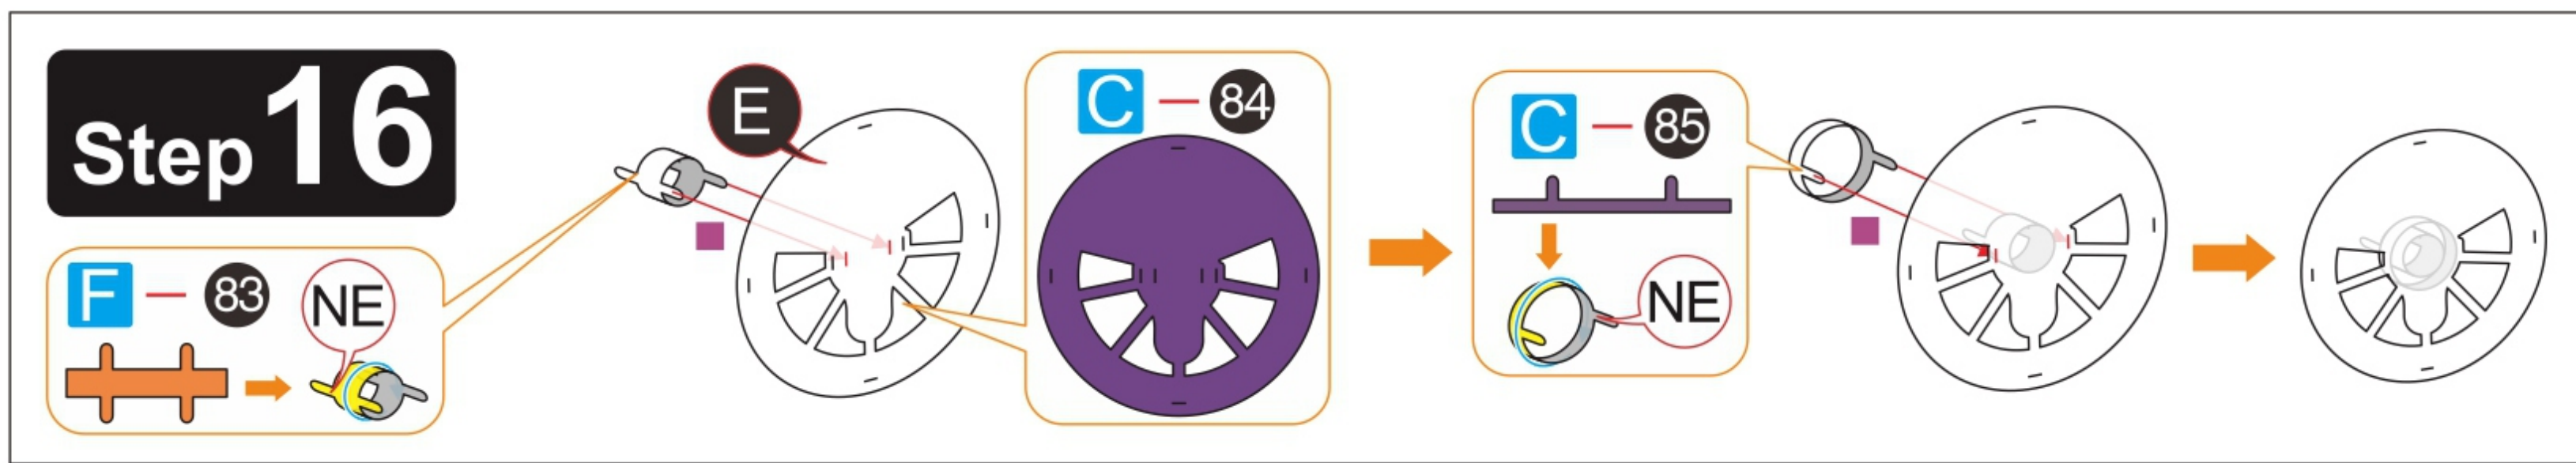 Step 16
F — 83
NE
E
C — 84
C — 85
NE